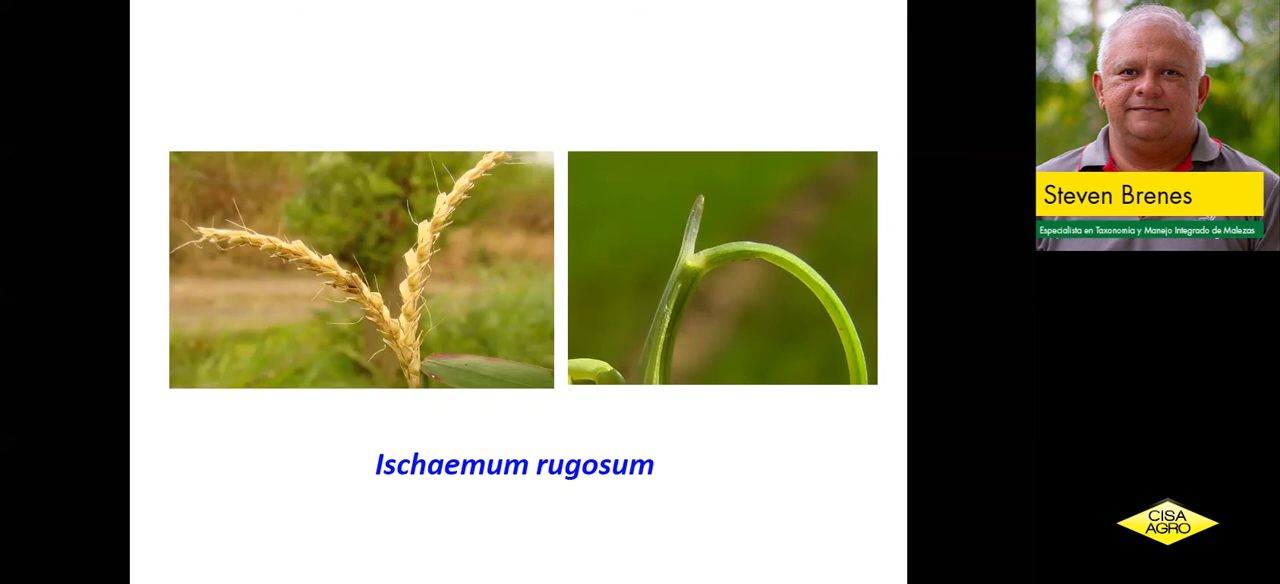 Steven Brenes
Especialista en Taxonomía y Manejo Integrado de Malezas
Ischaemum rugosum
CISA
AGRO